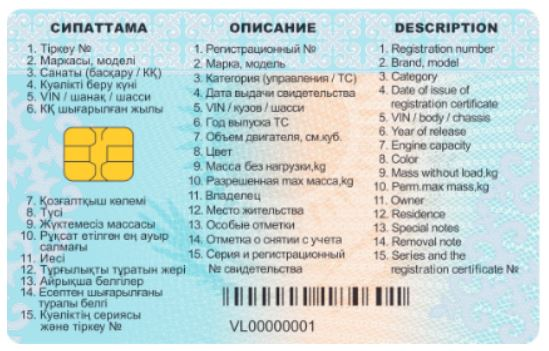 СИПАТТАМА
1. Тіркеу №
2. Маркасы, моделі
3. Санаты (басқару / КҚ)
4. Куәлікті беру күні
5. VIN / шанақ / шасси
6. КҚ шығарылған жылы
7. Қозғалтқыш көлемі
8. Түсі
9. Жүктемесіз массасы
10. Рұқсат етілген ең ауыр
салмағы
11. Иесі
12. Тұрғылықты тұратын жері
13. Айрықша белгілер
14. Есептен шығарылғаны
туралы белгі
15. Куәліктің сериясы
және тіркеу №
ОПИСАНИЕ
1. Регистрационный №
2. Марка, модель
3. Категория (управления / ТС)
4. Дата выдачи свидетельства
5. VIN / кузов / шасси
6. Год выпуска ТС
7. Объем двигателя, см.куб.
8. Цвет
9. Масса без нагрузки,kg
10. Разрешенная max масса,kg
11. Владелец
12. Место жительства
13. Особые отметки
14. Отметка о снятии с учета
15. Серия и регистрационный
№ свидетельства
DESCRIPTION
1. Registration number
2. Brand, model
3. Category
4. Date of issue of
registration certificate
5. VIN / body / chassis
6. Year of release
7. Engine capacity
8. Color
9. Mass without load,kg
10. Perm.max mass,kg
11. Owner
12. Residence
13. Special notes
14. Removal note
15. Series and the
registration certificate №
VL00000001